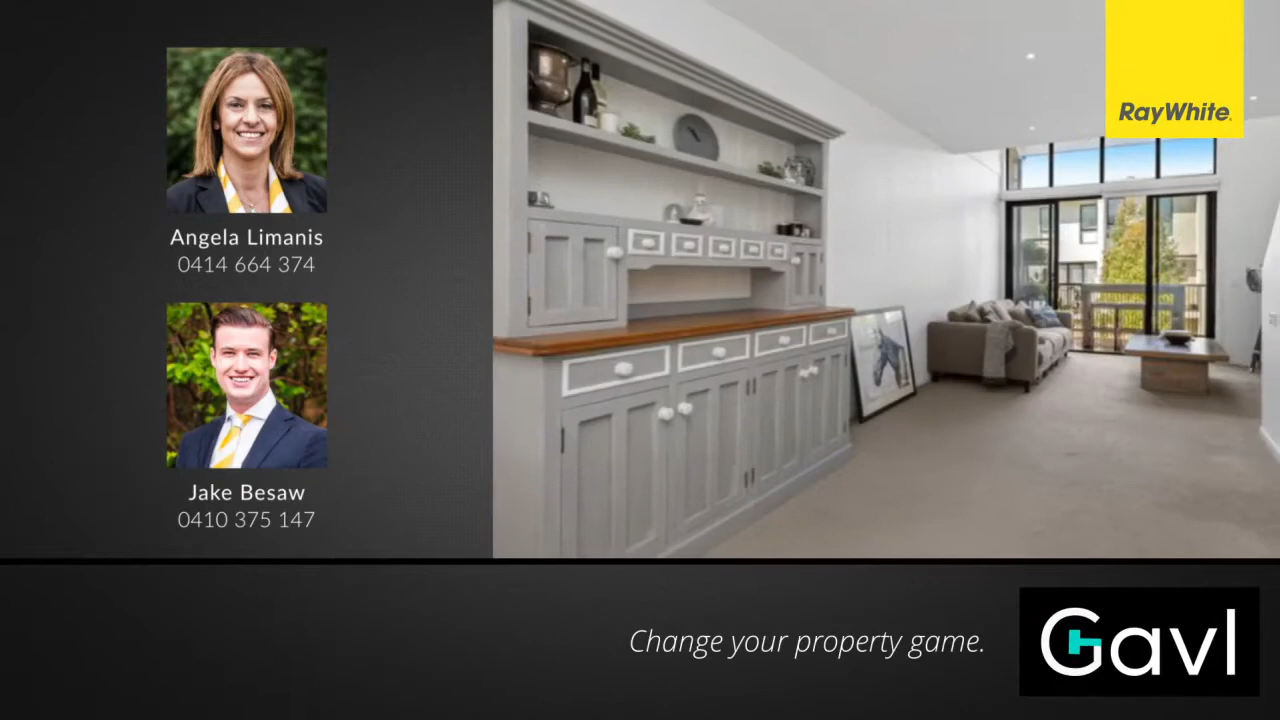 Angela Limanis
0414 664 374
Jake Besaw
0410 375 147
RayWhite.
Change your property game.
Gavl